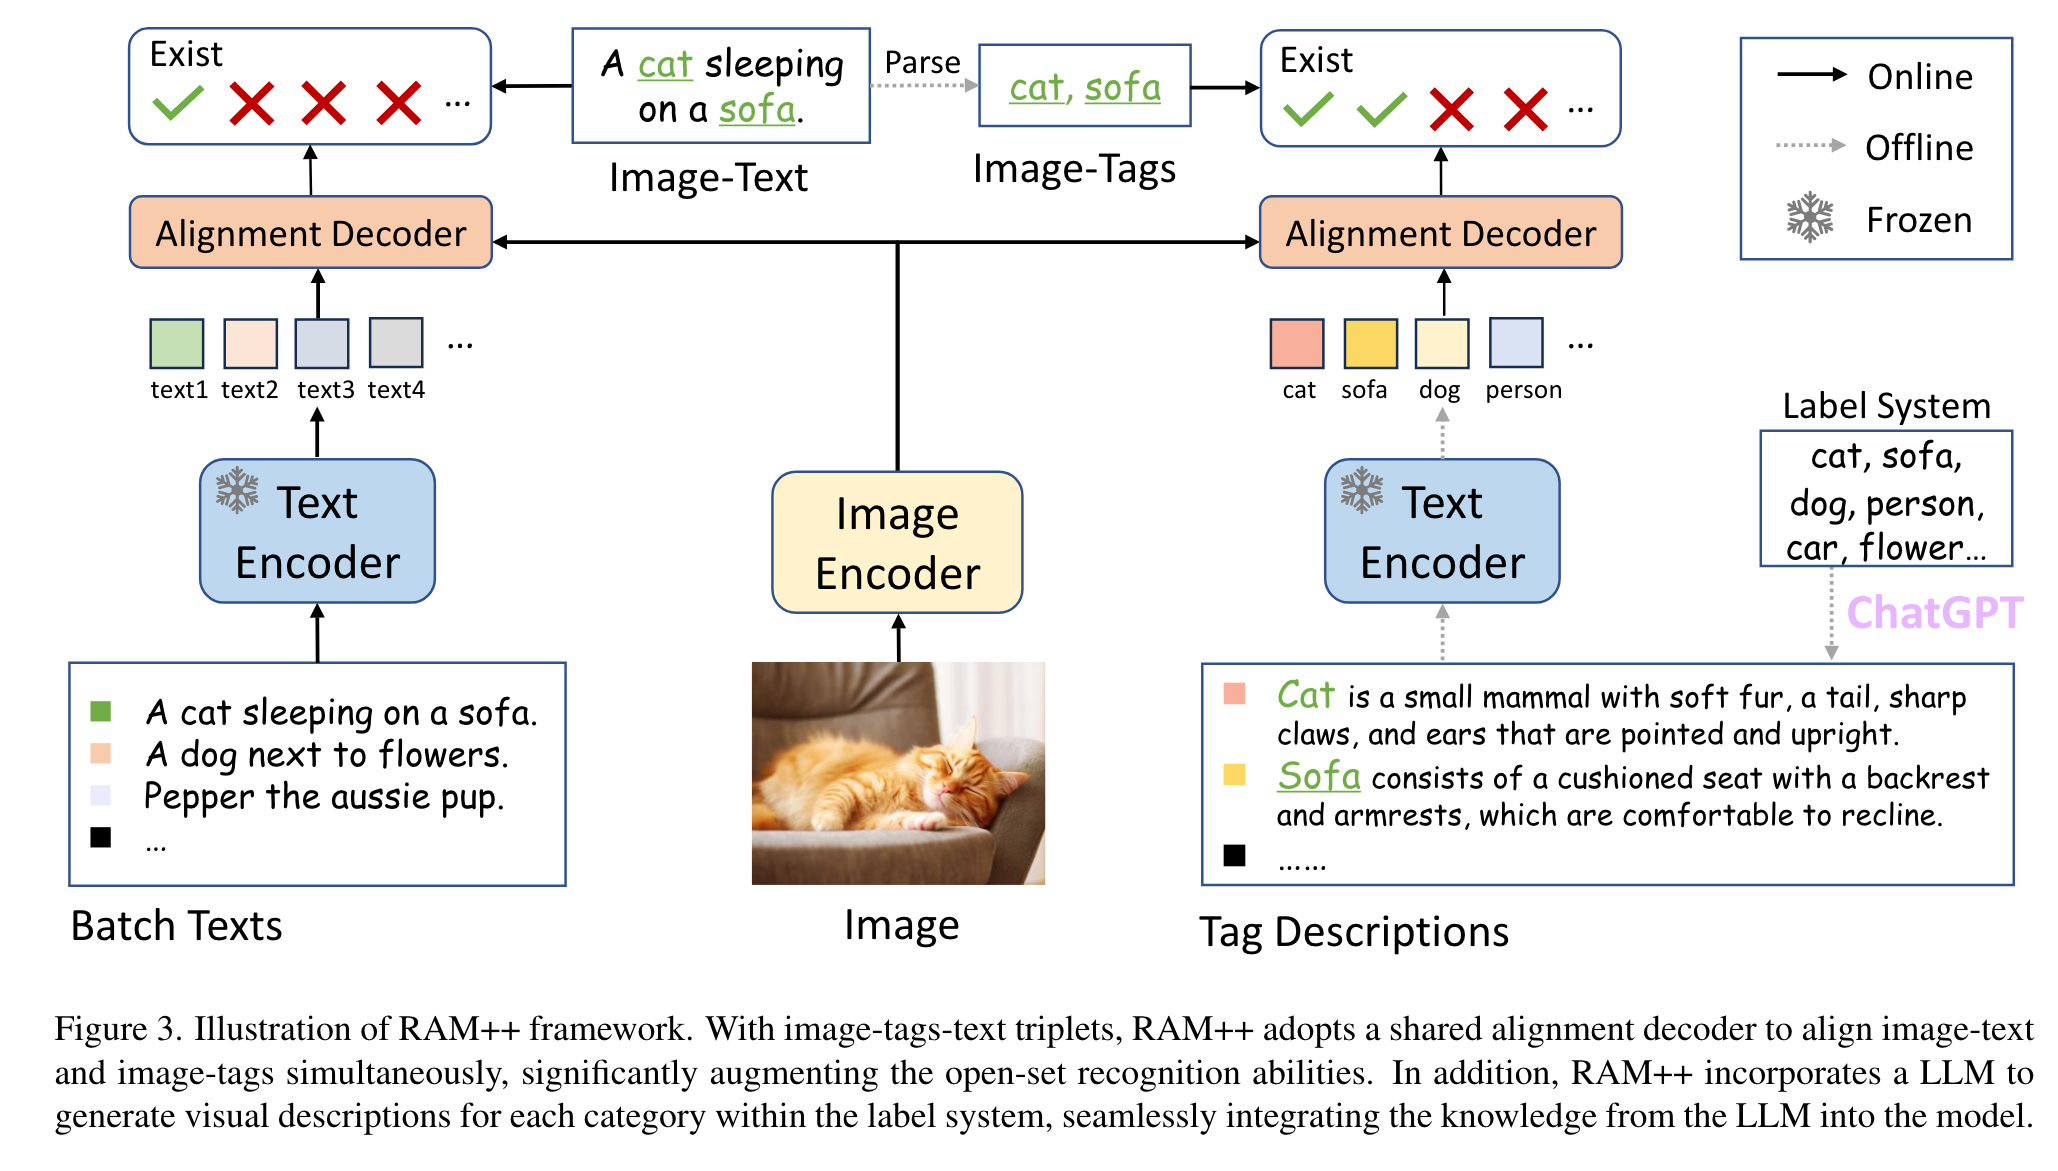 Exist
...
A cat sleeping
on a sofa.
Image-Text
Parse
cat, sofa
Image-Tags
Exist
...
Online
Offline
Frozen
Alignment Decoder
Alignment Decoder
text1 text2 text3 text4 ...
cat sofa dog person ...
Text
Encoder
Image
Encoder
Text
Encoder
Label System
cat, sofa,
dog, person,
car, flower...
ChatGPT
A cat sleeping on a sofa.
A dog next to flowers.
Pepper the aussie pup.
...
Batch Texts
Image
Cat is a small mammal with soft fur, a tail, sharp
claws, and ears that are pointed and upright.
Sofa consists of a cushioned seat with a backrest
and armrests, which are comfortable to recline.
......
Tag Descriptions
Figure 3. Illustration of RAM++ framework. With image-tags-text triplets, RAM++ adopts a shared alignment decoder to align image-text
and image-tags simultaneously, significantly augmenting the open-set recognition abilities. In addition, RAM++ incorporates a LLM to
generate visual descriptions for each category within the label system, seamlessly integrating the knowledge from the LLM into the model.